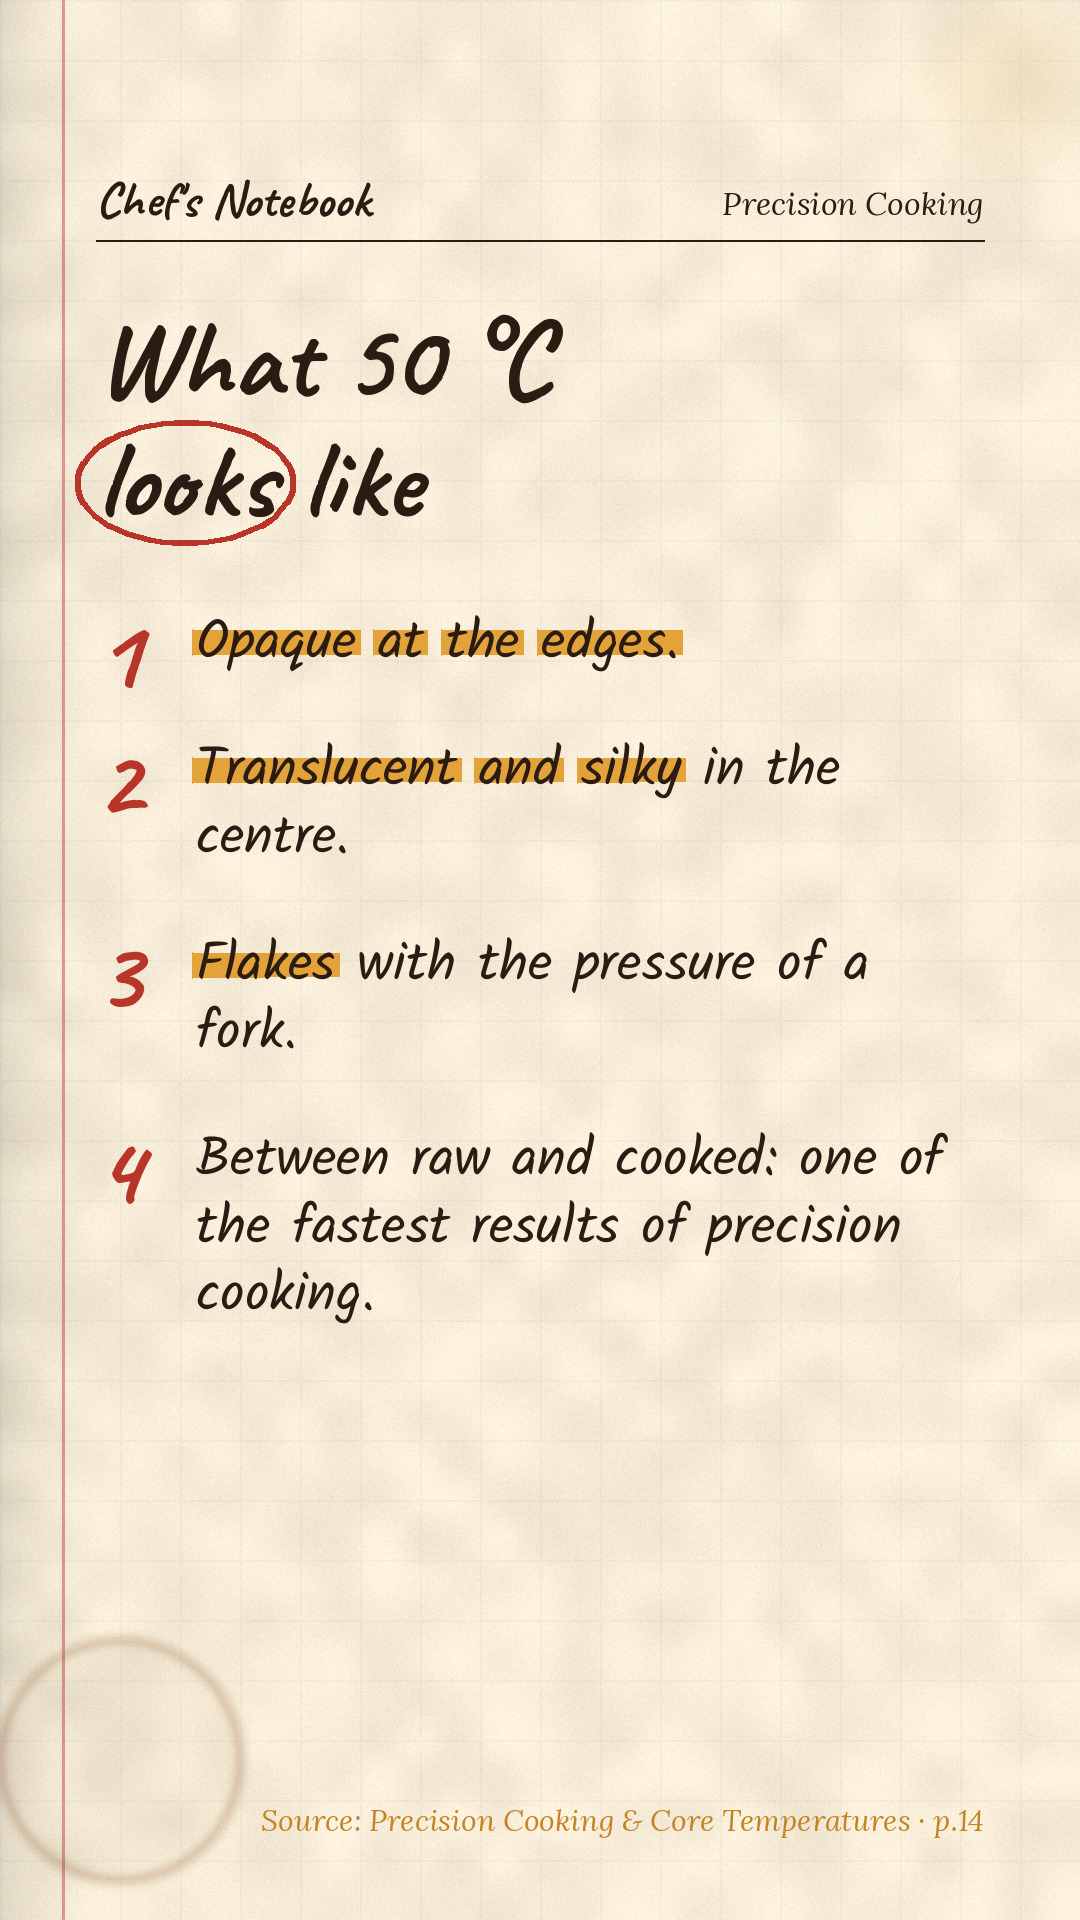 Chef's Notebook
Precision Cooking
What 50 °C
looks like
1 Opaque at the edges.
2 Translucent and silky in the
centre.
3 Flakes with the pressure of a
fork.
4 Between raw and cooked: one of
the fastest results of precision
cooking.
Source: Precision Cooking & Core Temperatures · p.14